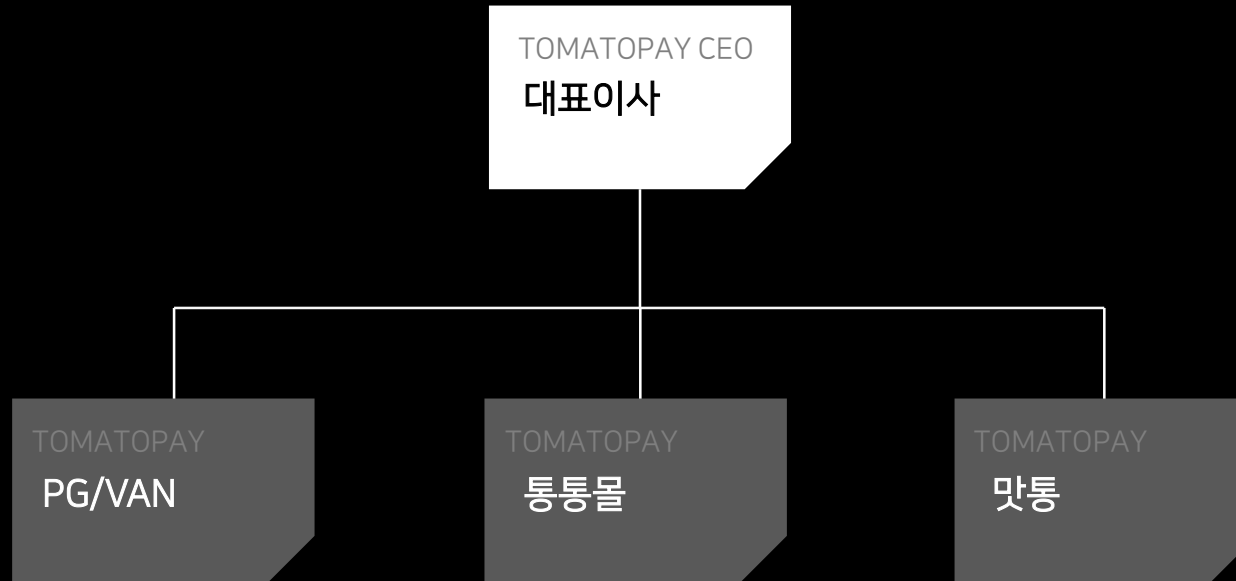 TOMATOPAY CEO
대표이사
TOMATOPAY
PG/VAN
TOMATOPAY
통통몰
TOMATOPAY
맛통